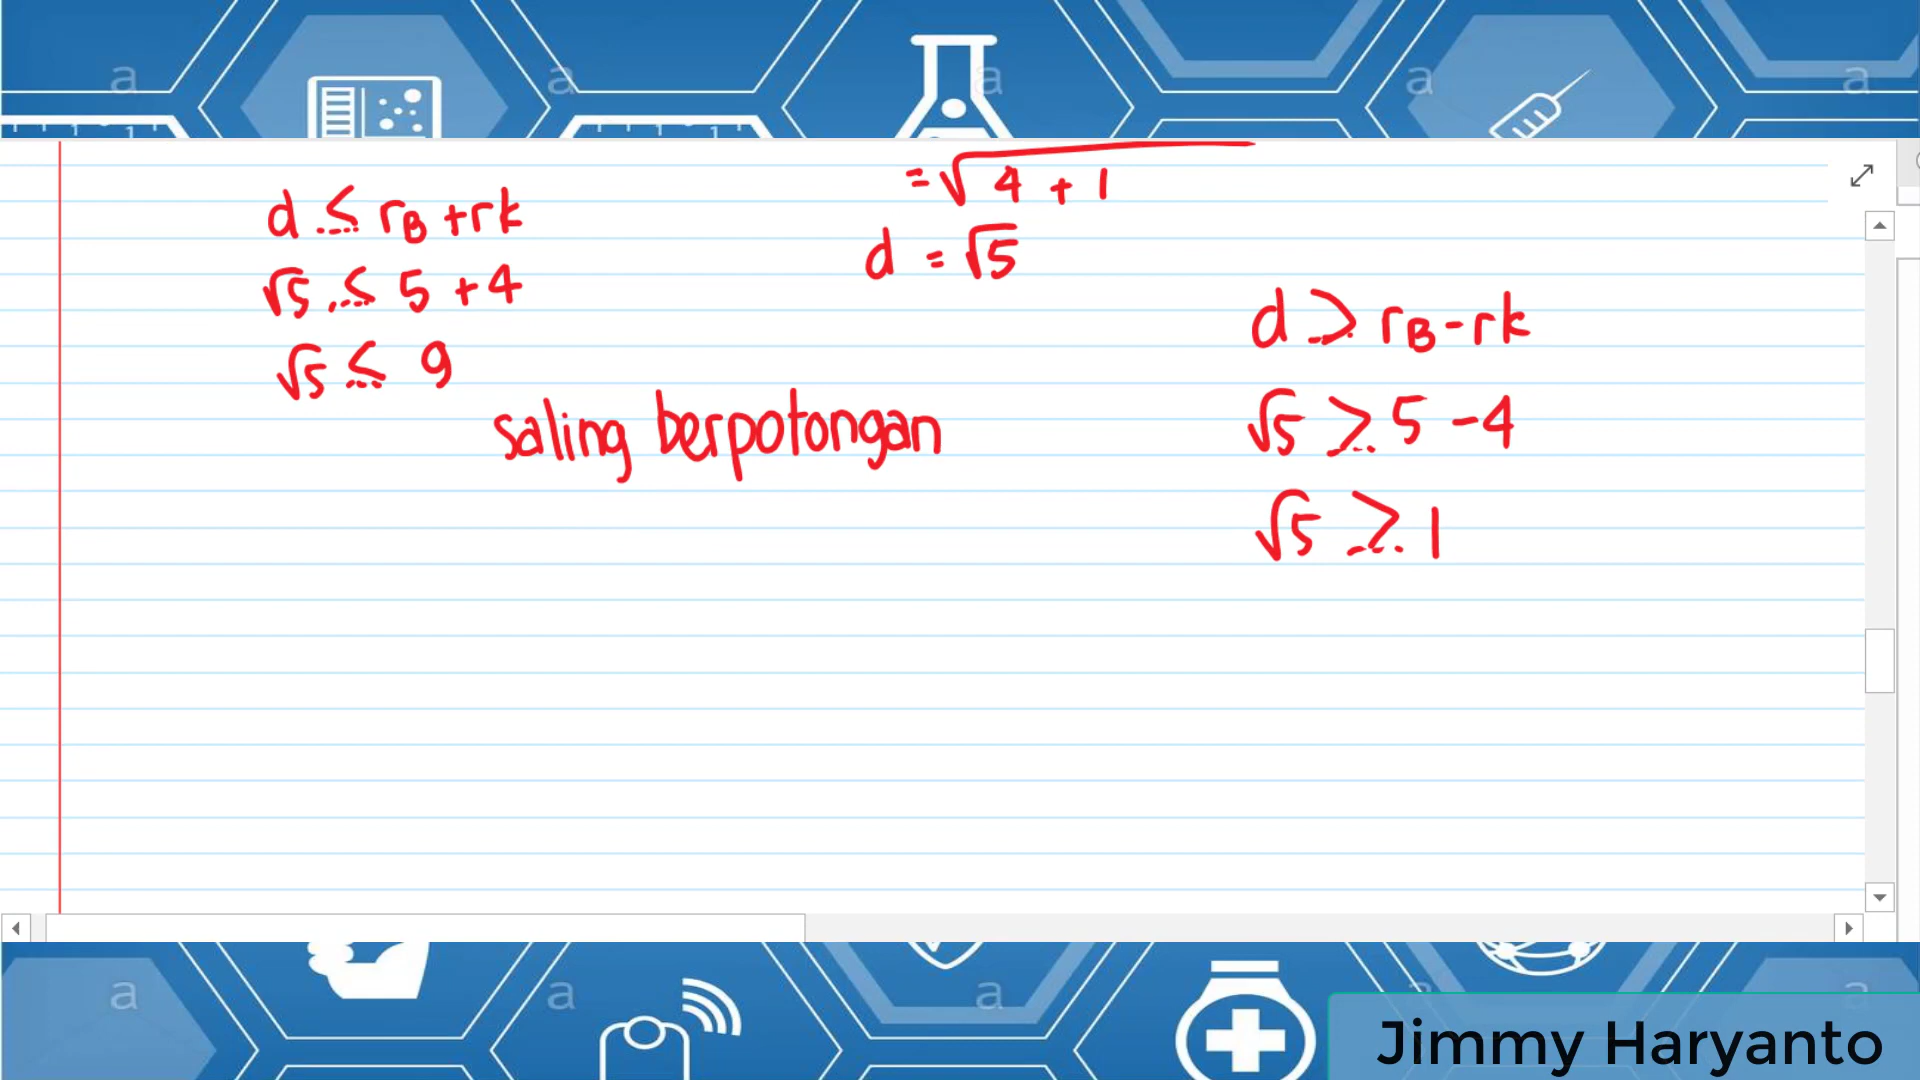 a a a a a
= √4 + 1
d ≤ rB + rk
d = √5
√5 ≤ 5 + 4
√5 ≤ 9
saling berpotongan
d ≥ rB - rk
√5 ≥ 5 - 4
√5 ≥ 1
a a a a a
Jimmy Haryanto